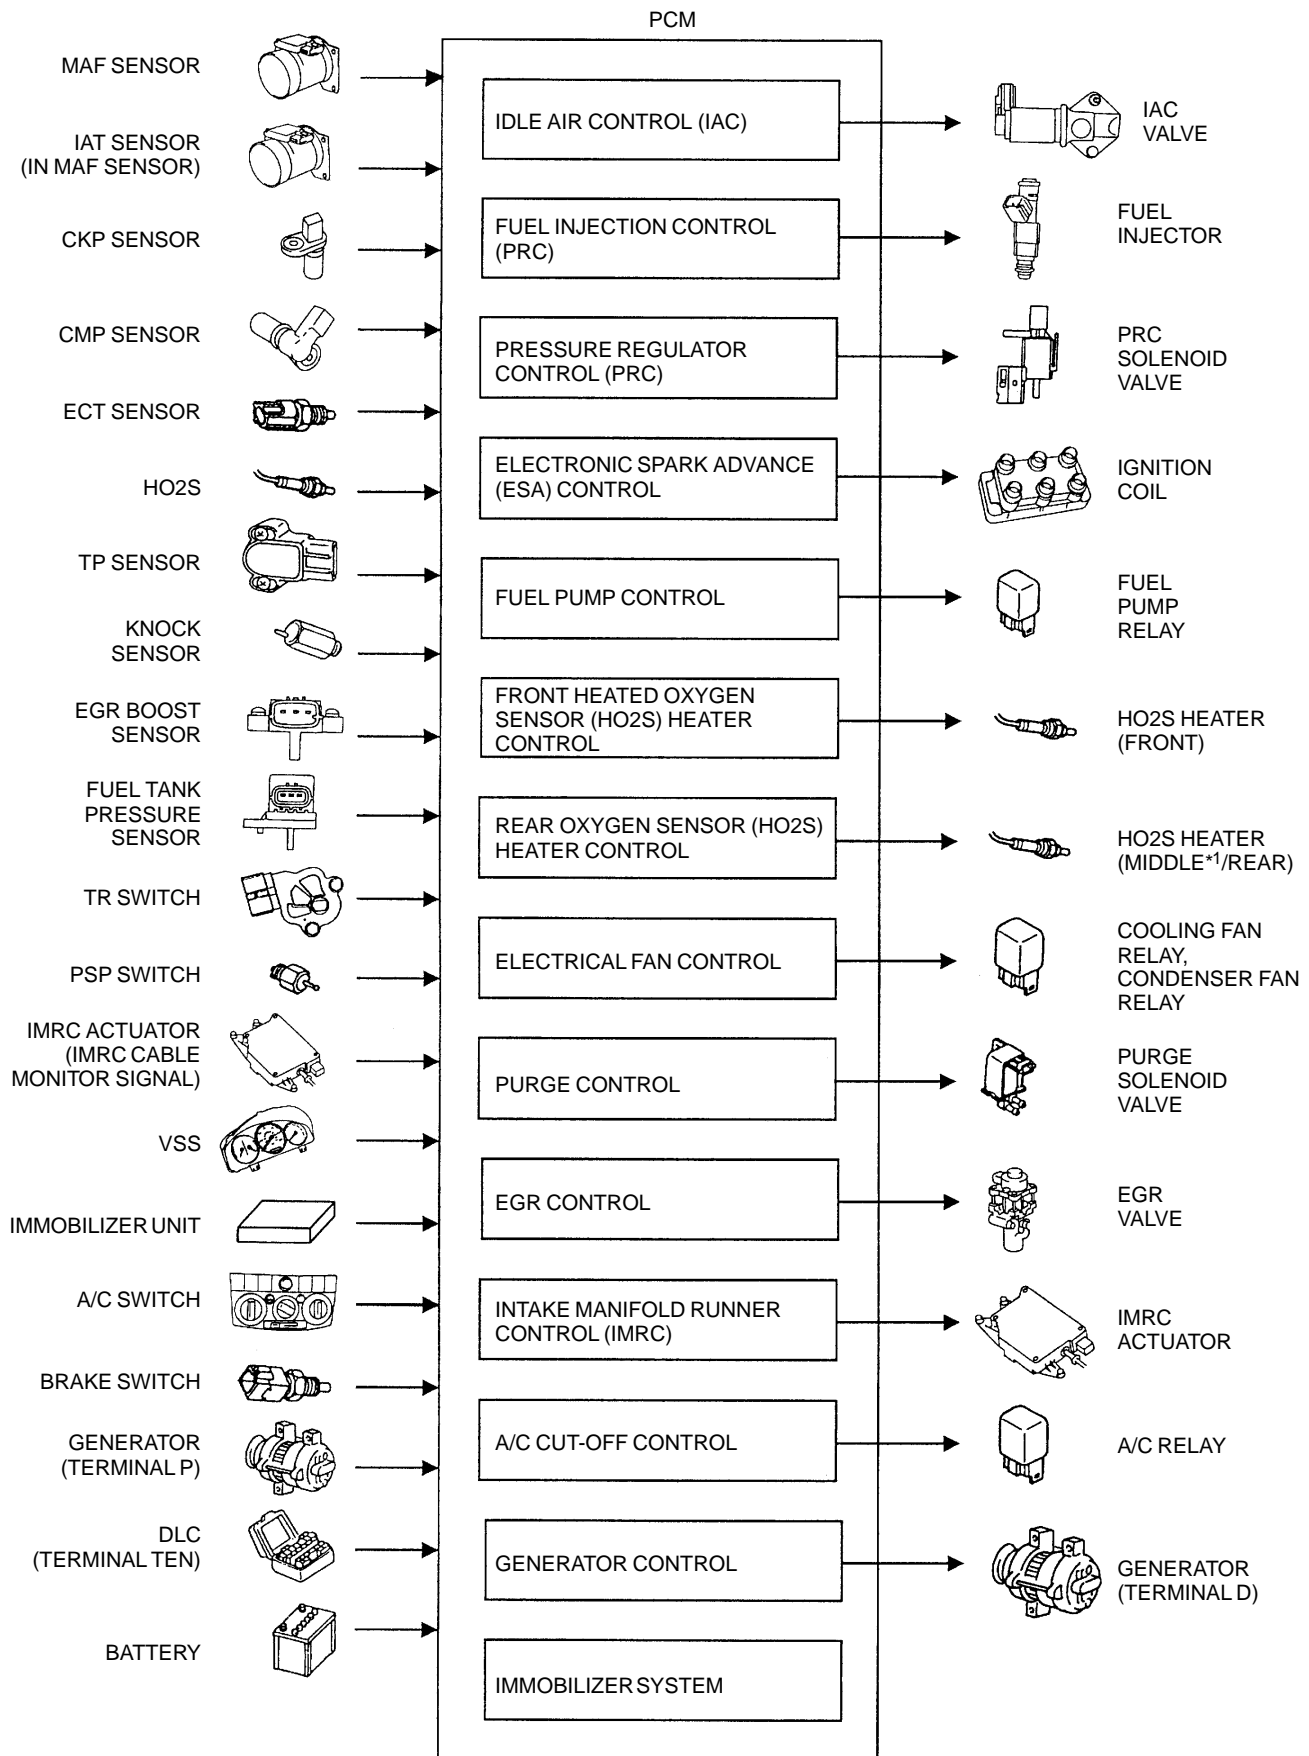 PCM
MAF SENSOR
IAT SENSOR
(IN MAF SENSOR)
CKP SENSOR
CMP SENSOR
ECT SENSOR
HO2S
TP SENSOR
KNOCK
SENSOR
EGR BOOST
SENSOR
FUEL TANK
PRESSURE
SENSOR
TR SWITCH
PSP SWITCH
IMRC ACTUATOR
(IMRC CABLE
MONITOR SIGNAL)
VSS
IMMOBILIZER UNIT
A/C SWITCH
BRAKE SWITCH
GENERATOR
(TERMINAL P)
DLC
(TERMINAL TEN)
BATTERY
IDLE AIR CONTROL (IAC)
FUEL INJECTION CONTROL
(PRC)
PRESSURE REGULATOR
CONTROL (PRC)
ELECTRONIC SPARK ADVANCE
(ESA) CONTROL
FUEL PUMP CONTROL
FRONT HEATED OXYGEN
SENSOR (HO2S) HEATER
CONTROL
REAR OXYGEN SENSOR (HO2S)
HEATER CONTROL
ELECTRICAL FAN CONTROL
PURGE CONTROL
EGR CONTROL
INTAKE MANIFOLD RUNNER
CONTROL (IMRC)
A/C CUT-OFF CONTROL
GENERATOR CONTROL
IMMOBILIZER SYSTEM
IAC
VALVE
FUEL
INJECTOR
PRC
SOLENOID
VALVE
IGNITION
COIL
FUEL
PUMP
RELAY
HO2S HEATER
(FRONT)
HO2S HEATER
(MIDDLE*1/REAR)
COOLING FAN
RELAY,
CONDENSER FAN
RELAY
PURGE
SOLENOID
VALVE
EGR
VALVE
IMRC
ACTUATOR
A/C RELAY
GENERATOR
(TERMINAL D)